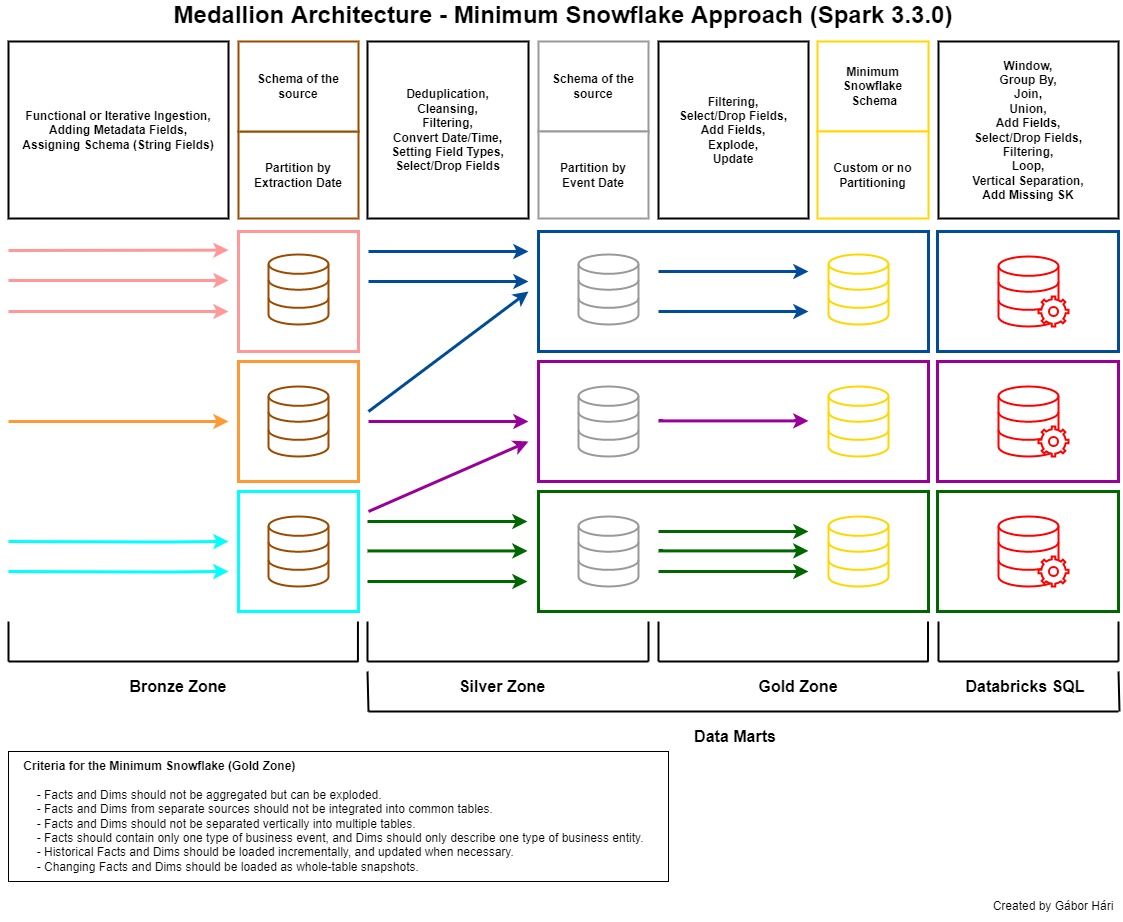 Medallion Architecture - Minimum Snowflake Approach (Spark 3.3.0)
Functional or Iterative Ingestion,
Adding Metadata Fields,
Assigning Schema (String Fields)
Schema of the
source
Partition by
Extraction Date
Deduplication,
Cleansing,
Filtering,
Convert Date/Time,
Setting Field Types,
Select/Drop Fields
Schema of the
source
Partition by
Event Date
Filtering,
Select/Drop Fields,
Add Fields,
Explode,
Update
Minimum
Snowflake
Schema
Custom or no
Partitioning
Window,
Group By,
Join,
Union,
Add Fields,
Select/Drop Fields,
Filtering,
Loop,
Vertical Separation,
Add Missing SK
Bronze Zone
Silver Zone
Gold Zone
Databricks SQL
Data Marts
Criteria for the Minimum Snowflake (Gold Zone)
- Facts and Dims should not be aggregated but can be exploded.
- Facts and Dims from separate sources should not be integrated into common tables.
- Facts and Dims should not be separated vertically into multiple tables.
- Facts should contain only one type of business event, and Dims should only describe one type of business entity.
- Historical Facts and Dims should be loaded incrementally, and updated when necessary.
- Changing Facts and Dims should be loaded as whole-table snapshots.
Created by Gábor Hári